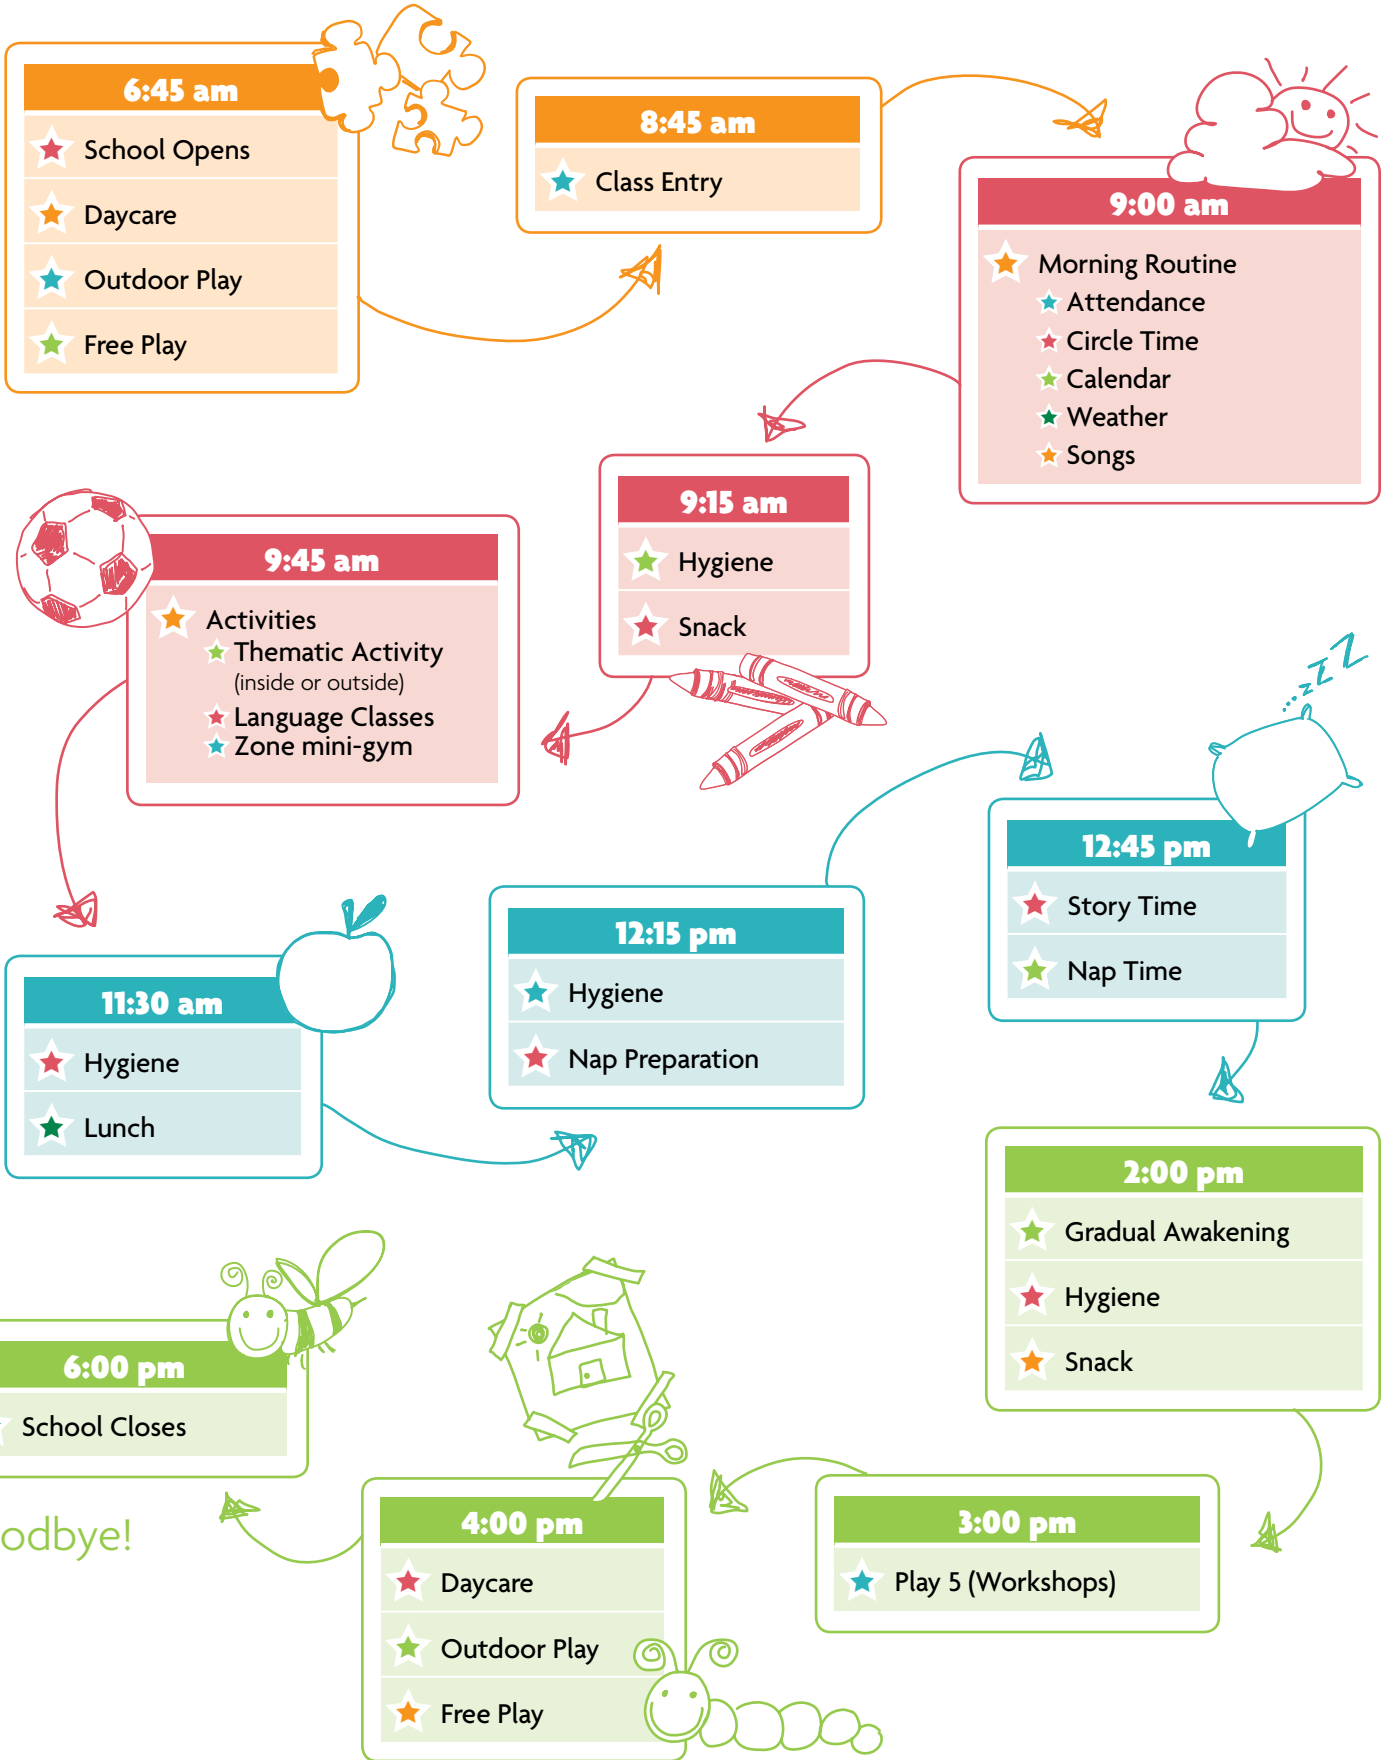 6:45 am
School Opens
Daycare
Outdoor Play
Free Play
8:45 am
Class Entry
9:00 am
Morning Routine
Attendance
Circle Time
Calendar
Weather
Songs
9:15 am
Hygiene
Snack
9:45 am
Activities
Thematic Activity
(inside or outside)
Language Classes
Zone mini-gym
11:30 am
Hygiene
Lunch
12:15 pm
Hygiene
Nap Preparation
zzZZ
12:45 pm
Story Time
Nap Time
2:00 pm
Gradual Awakening
Hygiene
Snack
3:00 pm
Play 5 (Workshops)
4:00 pm
Daycare
Outdoor Play
Free Play
6:00 pm
School Closes
odbye!